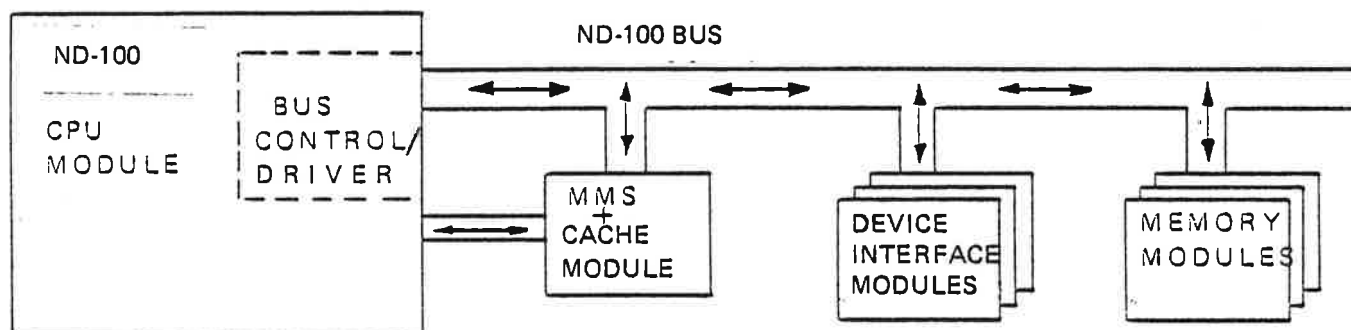 ND-100 BUS
ND-100
CPU
MODULE
BUS
CONTROL/
DRIVER
MMS
+
CACHE
MODULE
DEVICE
INTERFACE
MODULES
MEMORY
MODULES